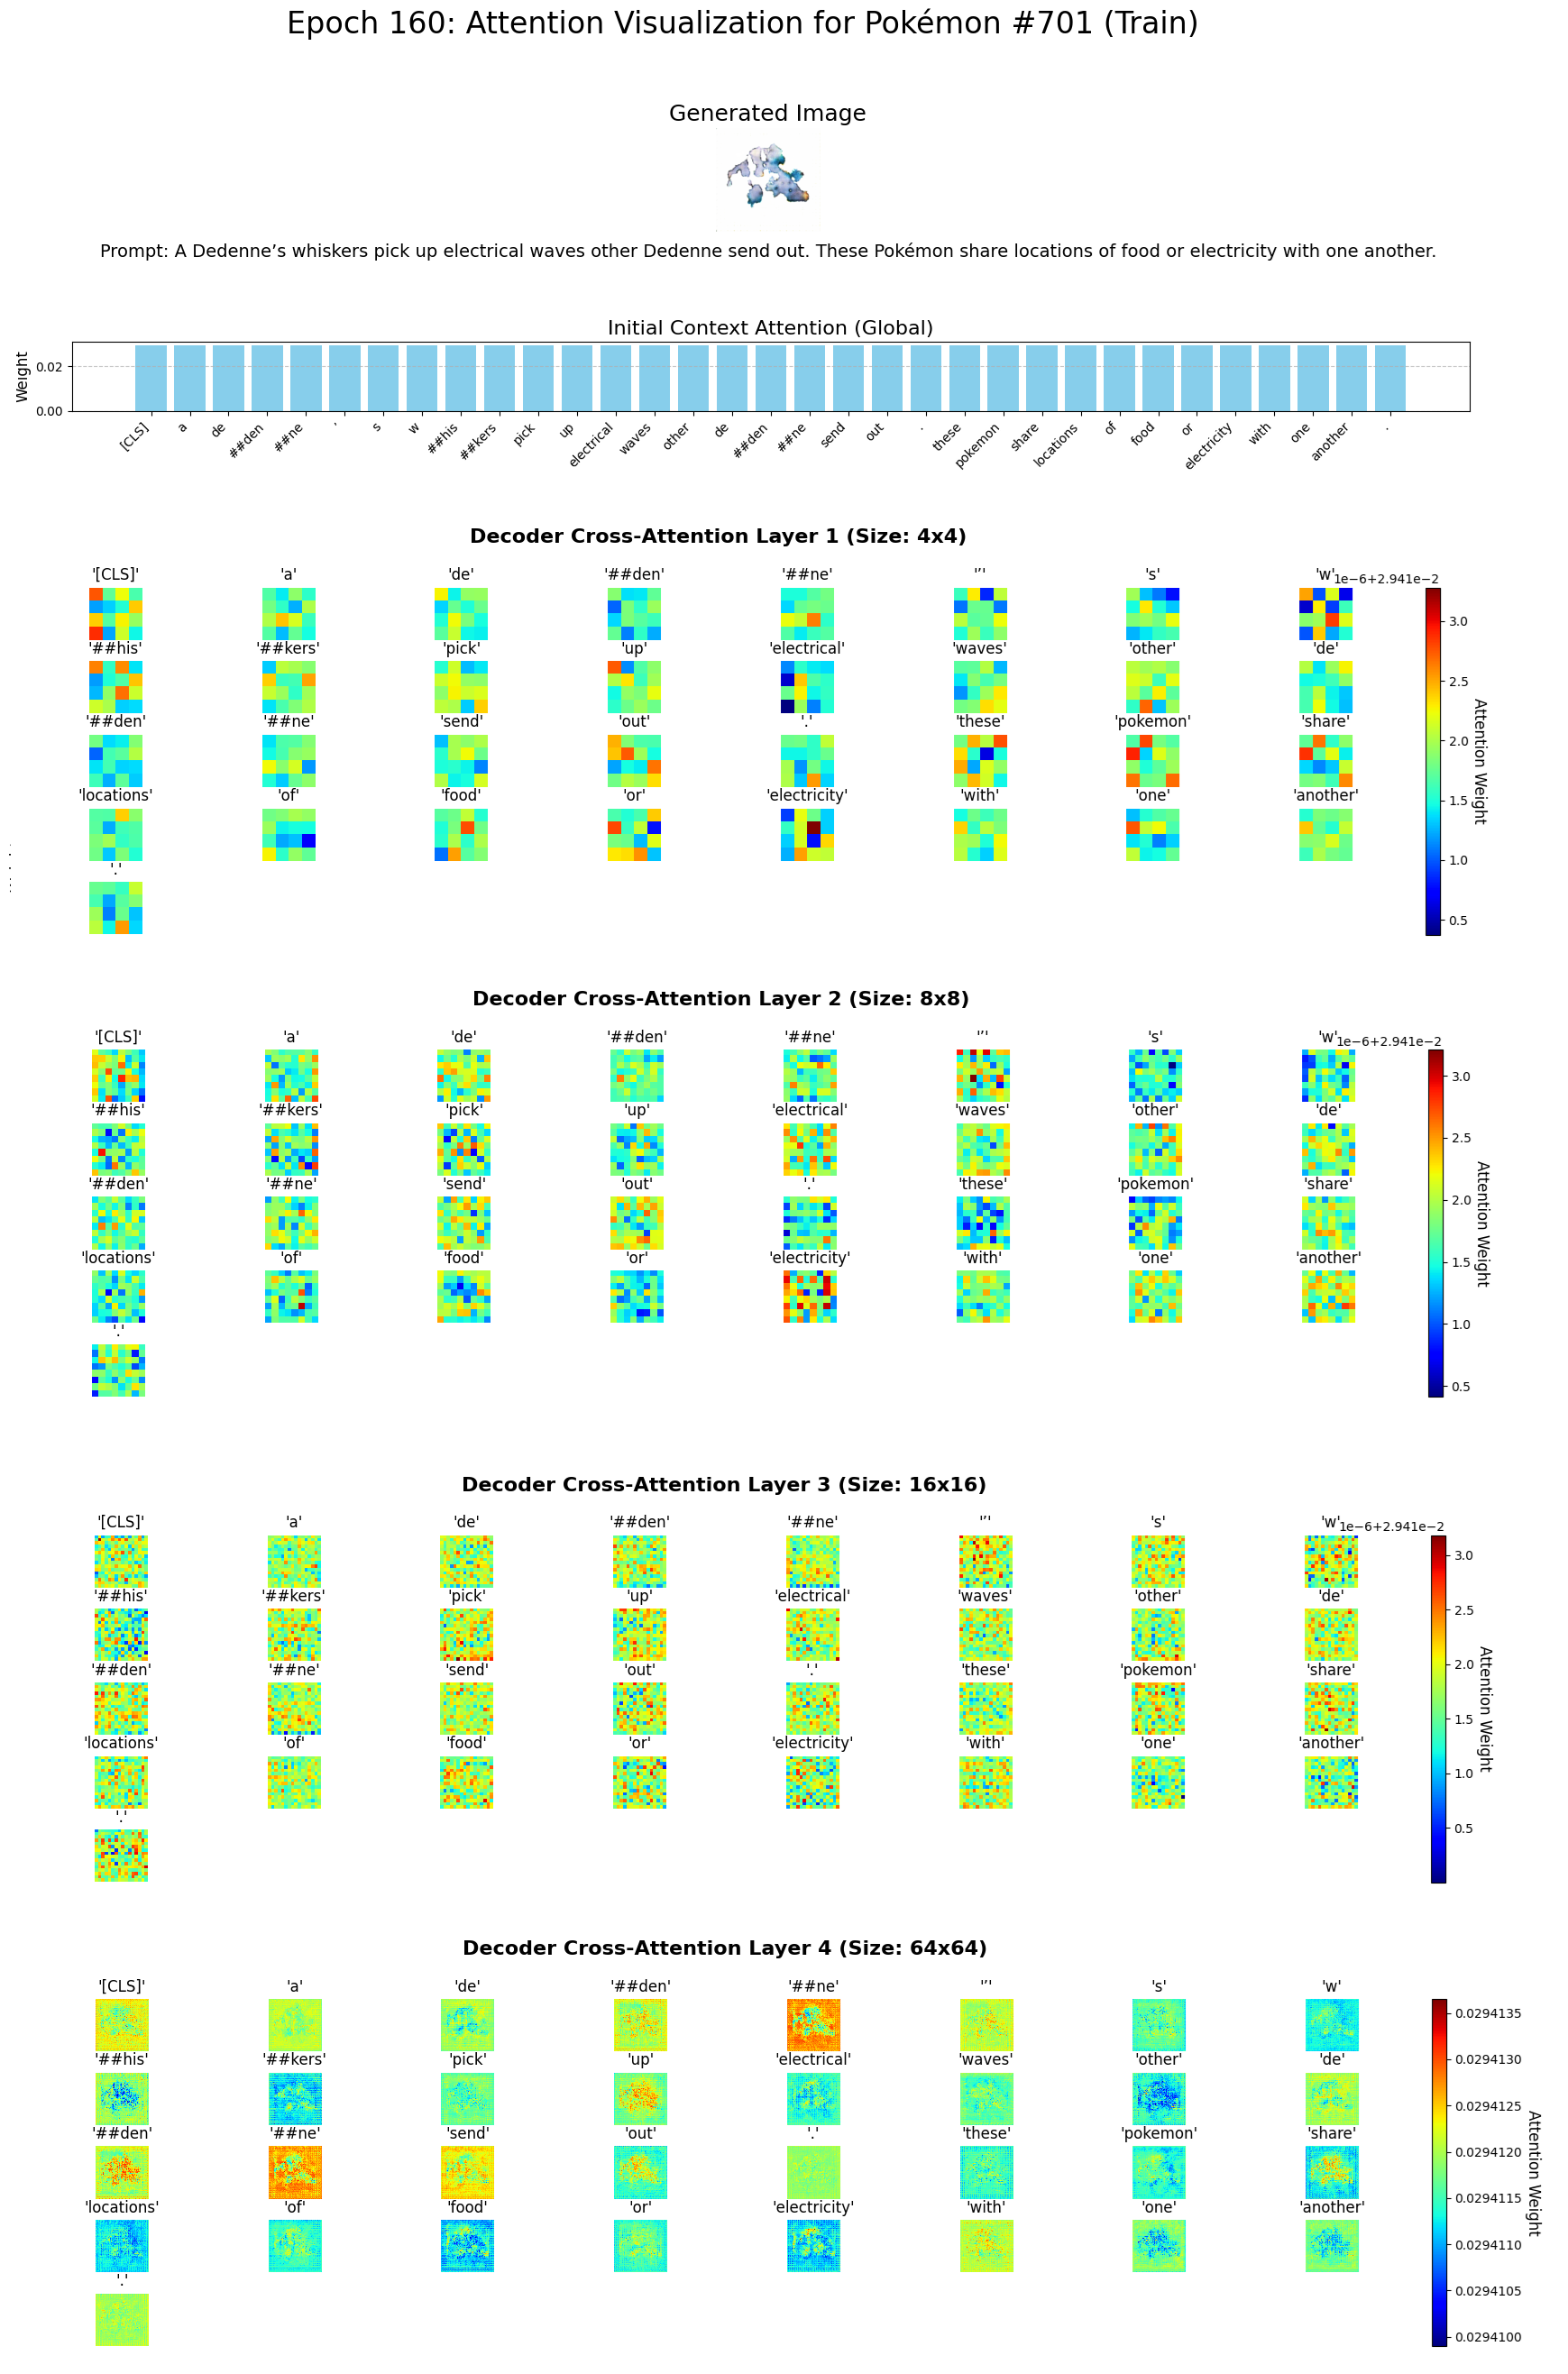 Epoch 160: Attention Visualization for Pokémon #701 (Train)
Generated Image
Prompt: A Dedenne’s whiskers pick up electrical waves other Dedenne send out. These Pokémon share locations of food or electricity with one another.
Initial Context Attention (Global)
Weight
0.02
0.00
[CLS] a de ##den ##ne ’ s w ##his ##kers pick up electrical waves other de ##den ##ne send out . these pokemon share locations of food or electricity with one another .
Decoder Cross-Attention Layer 1 (Size: 4x4)
'[CLS]' 'a' 'de' '##den' '##ne' '’' 's' 'w'
1e−6+2.941e−2
'##his' '##kers' 'pick' 'up' 'electrical' 'waves' 'other' 'de'
'##den' '##ne' 'send' 'out' '.' 'these' 'pokemon' 'share'
'locations' 'of' 'food' 'or' 'electricity' 'with' 'one' 'another'
'.'
3.0
2.5
2.0
1.5
1.0
0.5
Attention Weight
Decoder Cross-Attention Layer 2 (Size: 8x8)
'[CLS]' 'a' 'de' '##den' '##ne' '’' 's' 'w'
1e−6+2.941e−2
'##his' '##kers' 'pick' 'up' 'electrical' 'waves' 'other' 'de'
'##den' '##ne' 'send' 'out' '.' 'these' 'pokemon' 'share'
'locations' 'of' 'food' 'or' 'electricity' 'with' 'one' 'another'
'.'
3.0
2.5
2.0
1.5
1.0
0.5
Attention Weight
Decoder Cross-Attention Layer 3 (Size: 16x16)
'[CLS]' 'a' 'de' '##den' '##ne' '’' 's' 'w'
1e−6+2.941e−2
'##his' '##kers' 'pick' 'up' 'electrical' 'waves' 'other' 'de'
'##den' '##ne' 'send' 'out' '.' 'these' 'pokemon' 'share'
'locations' 'of' 'food' 'or' 'electricity' 'with' 'one' 'another'
'.'
3.0
2.5
2.0
1.5
1.0
0.5
Attention Weight
Decoder Cross-Attention Layer 4 (Size: 64x64)
'[CLS]' 'a' 'de' '##den' '##ne' '’' 's' 'w'
'##his' '##kers' 'pick' 'up' 'electrical' 'waves' 'other' 'de'
'##den' '##ne' 'send' 'out' '.' 'these' 'pokemon' 'share'
'locations' 'of' 'food' 'or' 'electricity' 'with' 'one' 'another'
'.'
0.0294135
0.0294130
0.0294125
0.0294120
0.0294115
0.0294110
0.0294105
0.0294100
Attention Weight